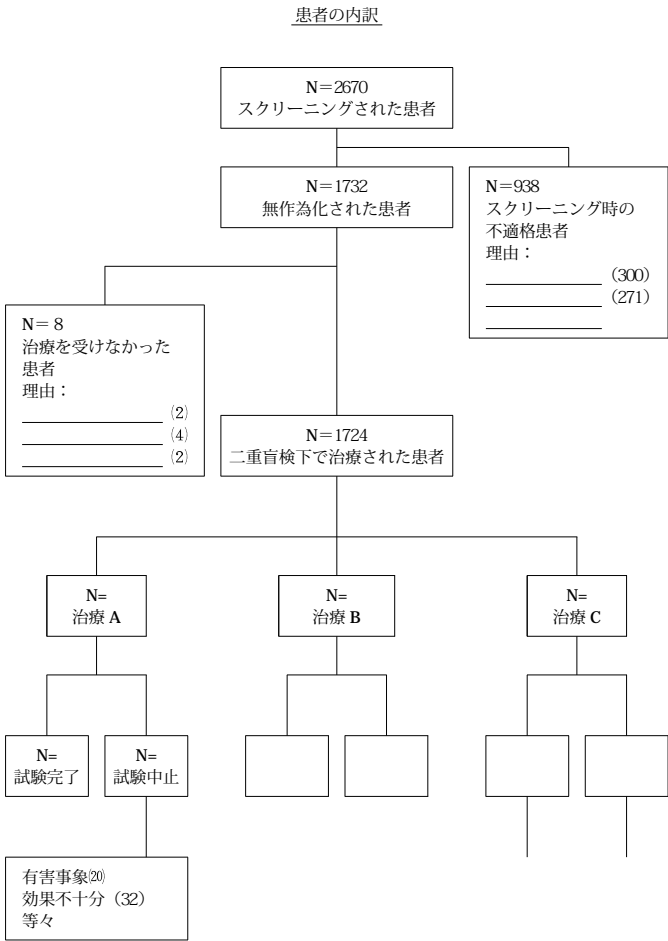 患者の内訳
N＝2670
スクリーニングされた患者
N＝1732
無作為化された患者
N＝938
スクリーニング時の
不適格患者
理由：
（300）
（271）
N＝８
治療を受けなかった
患者
理由：
⑵
⑷
⑵
N＝1724
二重盲検下で治療された患者
N=
治療 A
N=
治療 B
N=
治療 C
N=
試験完了
N=
試験中止
有害事象⒇
効果不十分（32）
等々